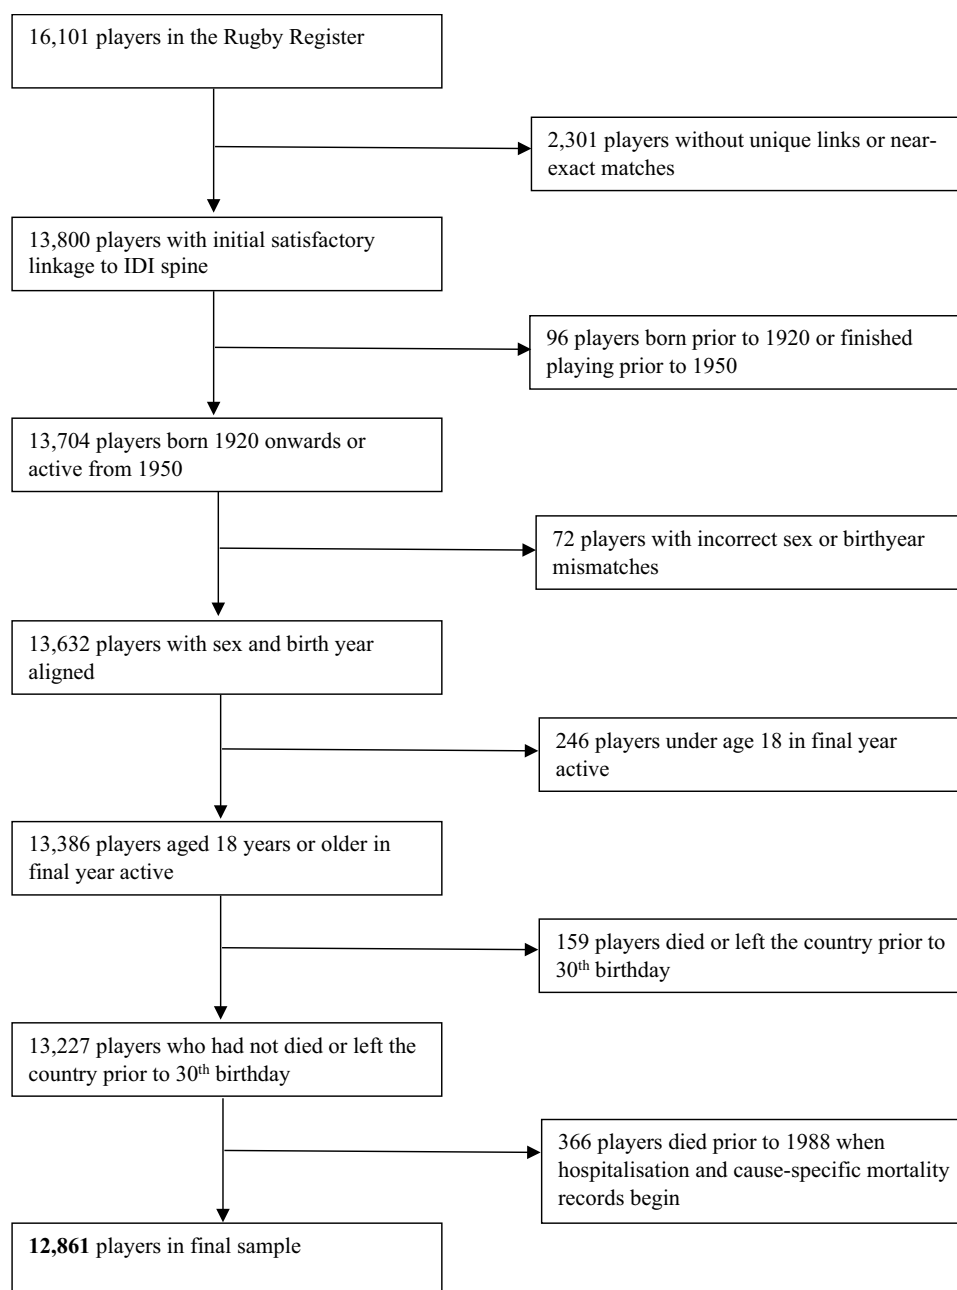 16,101 players in the Rugby Register
2,301 players without unique links or near-
exact matches
13,800 players with initial satisfactory
linkage to IDI spine
96 players born prior to 1920 or finished
playing prior to 1950
13,704 players born 1920 onwards or
active from 1950
72 players with incorrect sex or birthyear
mismatches
13,632 players with sex and birth year
aligned
246 players under age 18 in final year
active
13,386 players aged 18 years or older in
final year active
159 players died or left the country prior to
30th birthday
13,227 players who had not died or left the
country prior to 30th birthday
366 players died prior to 1988 when
hospitalisation and cause-specific mortality
records begin
12,861 players in final sample